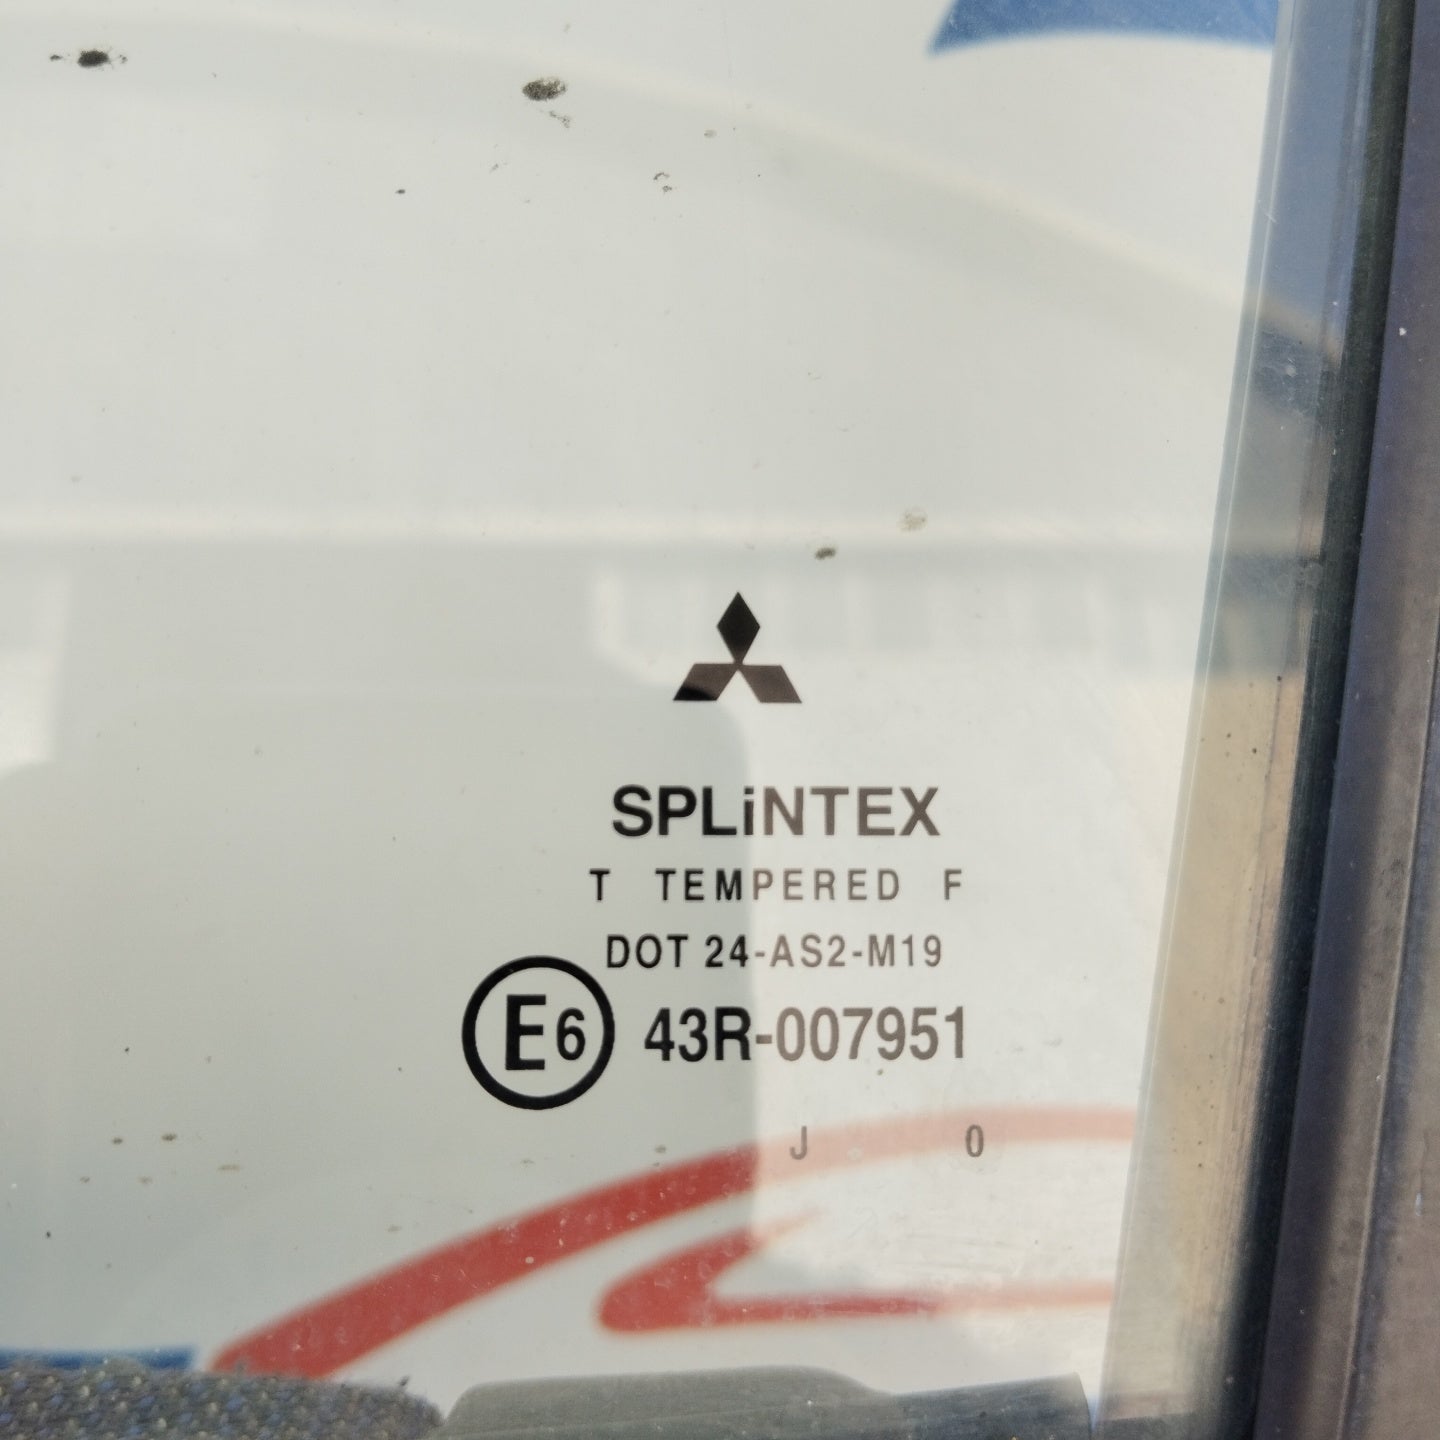 SPLiNTEX
T TEMPERED F
DOT 24-AS2-M19
E6 43R-007951
J 0